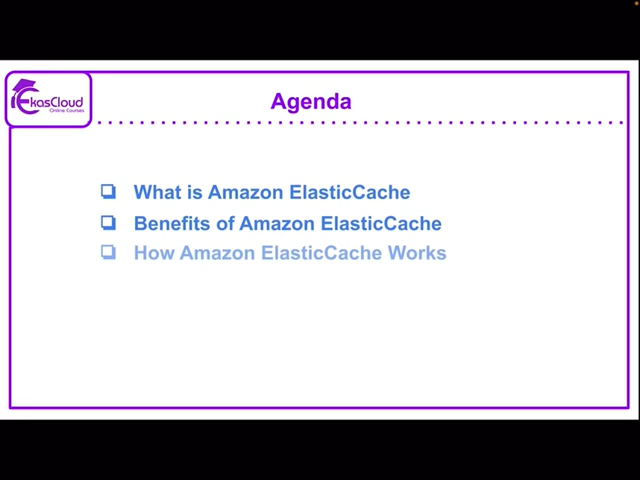 EkasCloud
Online Courses
Agenda
What is Amazon ElasticCache
Benefits of Amazon ElasticCache
How Amazon ElasticCache Works